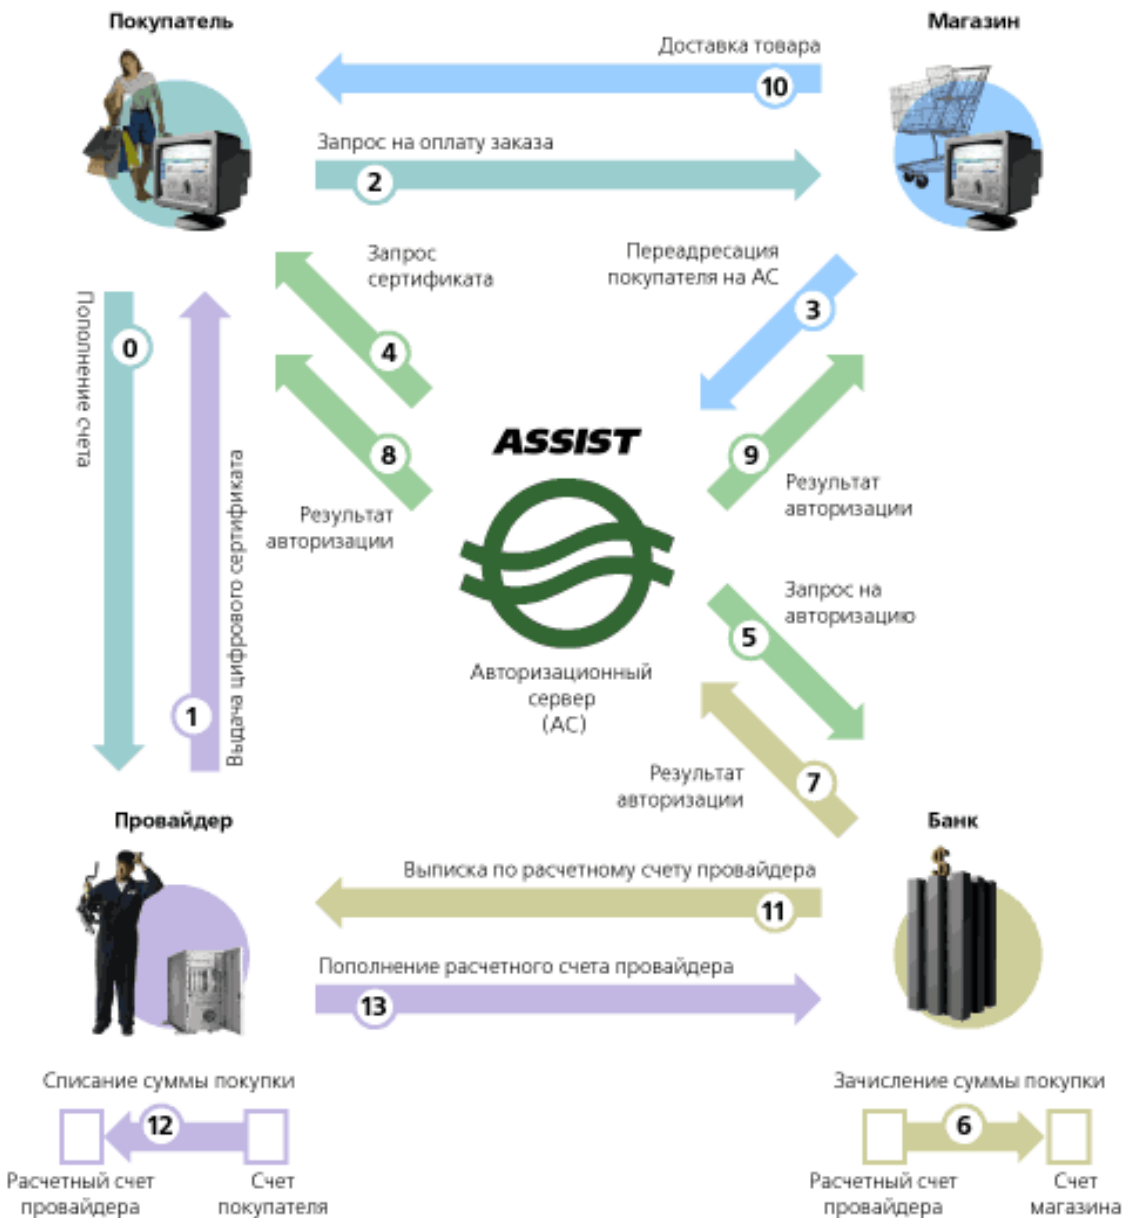 Покупатель
Магазин
Доставка товара
10
Запрос на оплату заказа
2
Запрос
сертификата
Переадресация
покупателя на АС
3
4
Пополнение счета
0
8
9
ASSIST
Результат
авторизации
Результат
авторизации
Выдача цифрового сертификата
1
Запрос на
авторизацию
5
Авторизационный
сервер
(АС)
Результат
авторизации
7
Провайдер
Банк
$
Выписка по расчетному счету провайдера
11
Пополнение расчетного счета провайдера
13
Списание суммы покупки
12
Расчетный счет
провайдера
Счет
покупателя
Зачисление суммы покупки
6
Расчетный счет
провайдера
Счет
магазина